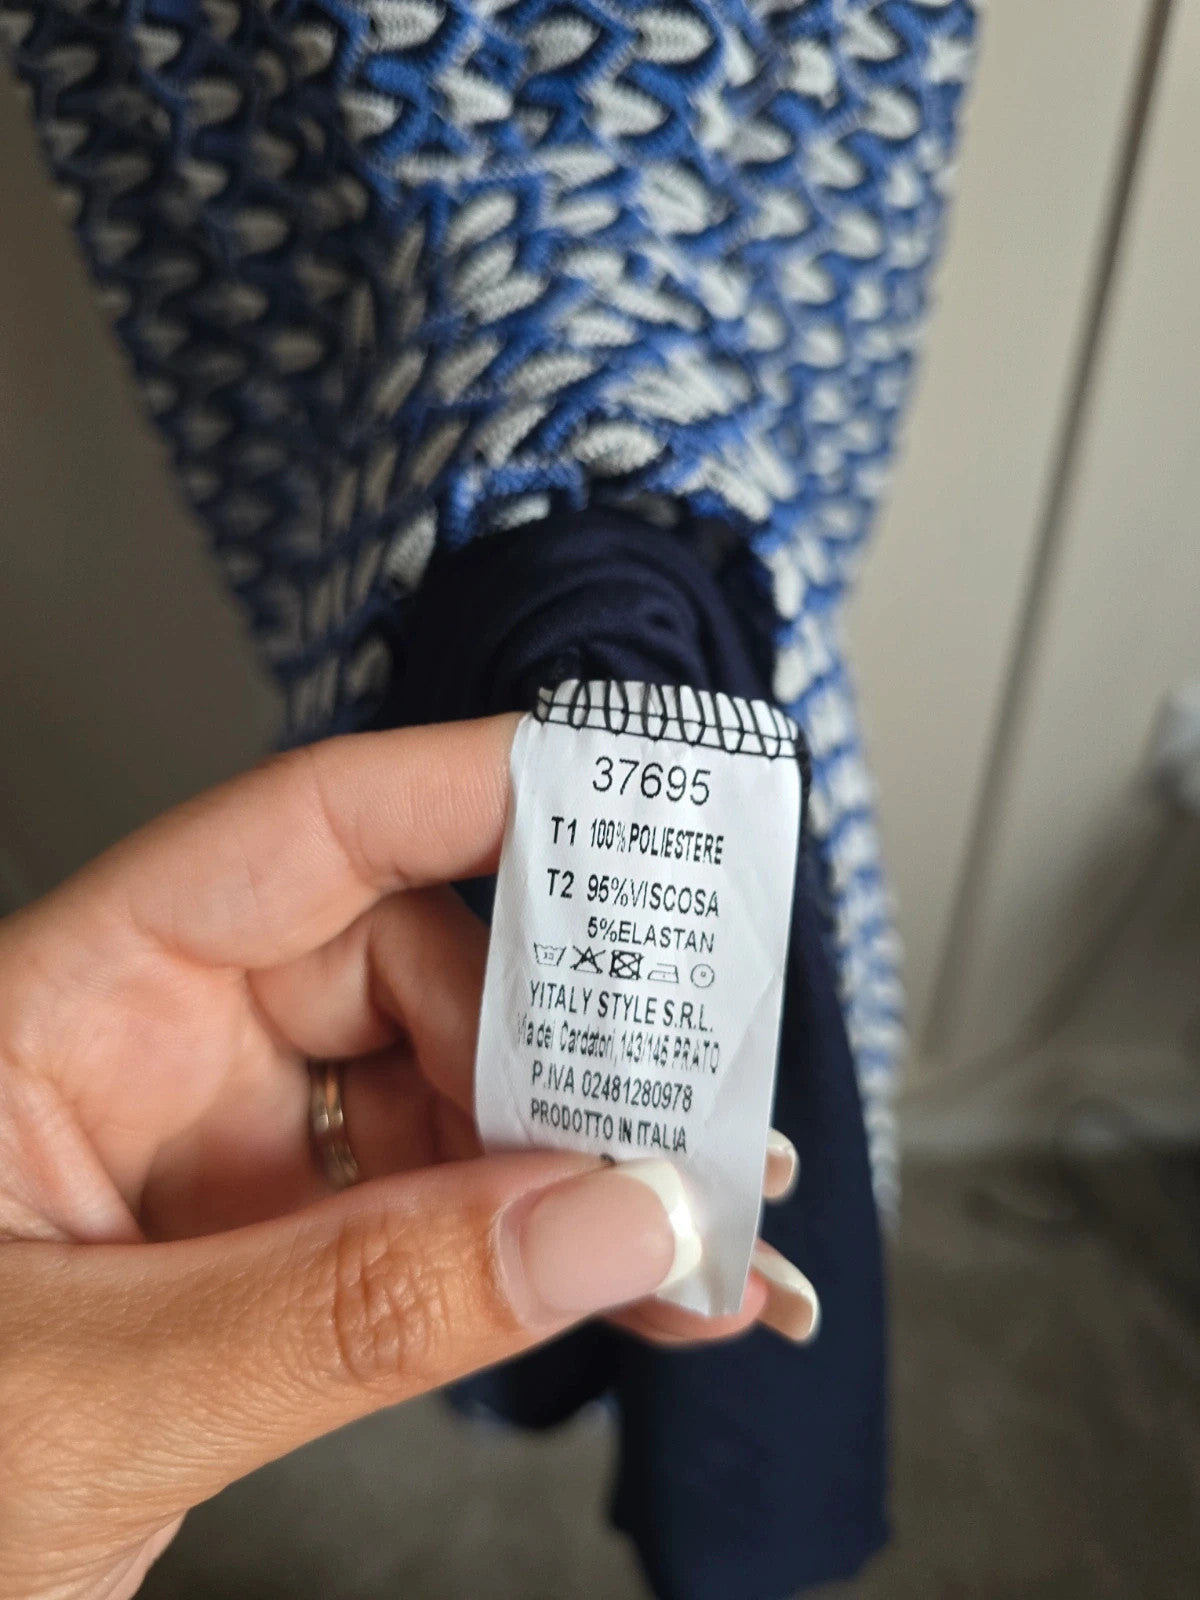 37695
T1 100%POLIESTERE
T2 95%VISCOSA
5%ELASTAN
YITALY STYLE S.R.L.
Via dei Cardatori, 143/145 PRATO
P.IVA 02481280978
PRODOTTO IN ITALIA